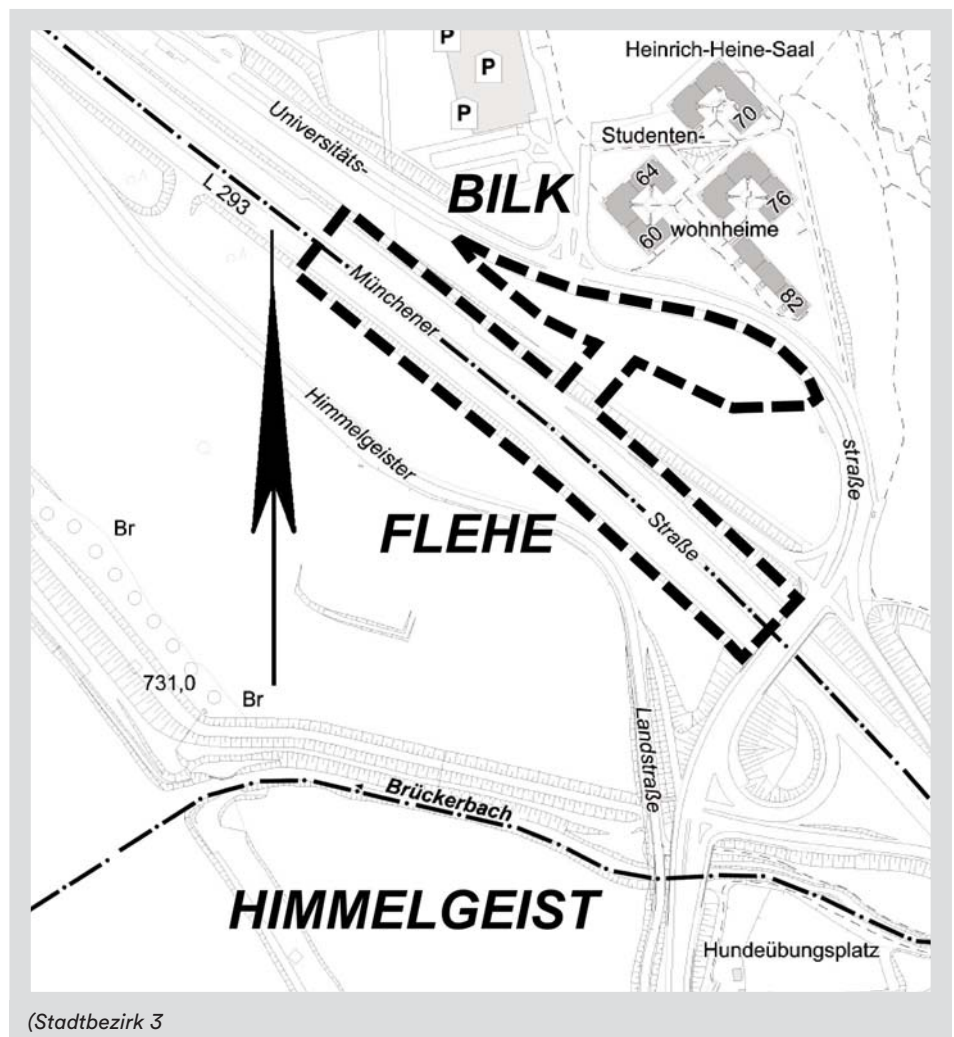 P
Heinrich-Heine-Saal
P
P
70
Universitäts-
Studenten-
64
BILK
76
L 293
60
wohnheime
Münchener
82
Himmelgeister
straße
FLEHE
Straße
Br
731,0
Br
Landstraße
Brückerbach
HIMMELGEIST
Hundeübungsplatz
(Stadtbezirk 3